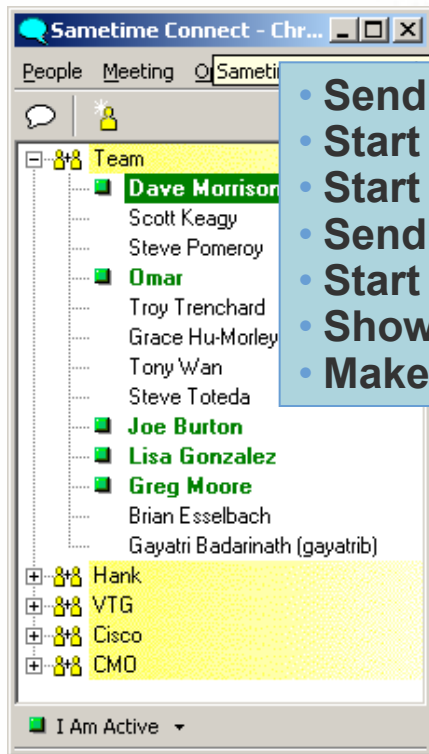 Sametime Connect - Chr...
People Meeting
• Send
• Start
• Start
• Send
• Start
• Show
• Make
Team
Dave Morrison
Scott Keagy
Steve Pomeroy
Omar
Troy Trenchard
Grace Hu-Morley
Tony Wan
Steve Toteda
Joe Burton
Lisa Gonzalez
Greg Moore
Brian Esselbach
Gayatri Badarinath (gayatrib)
Hank
VTG
Cisco
CMO
I Am Active